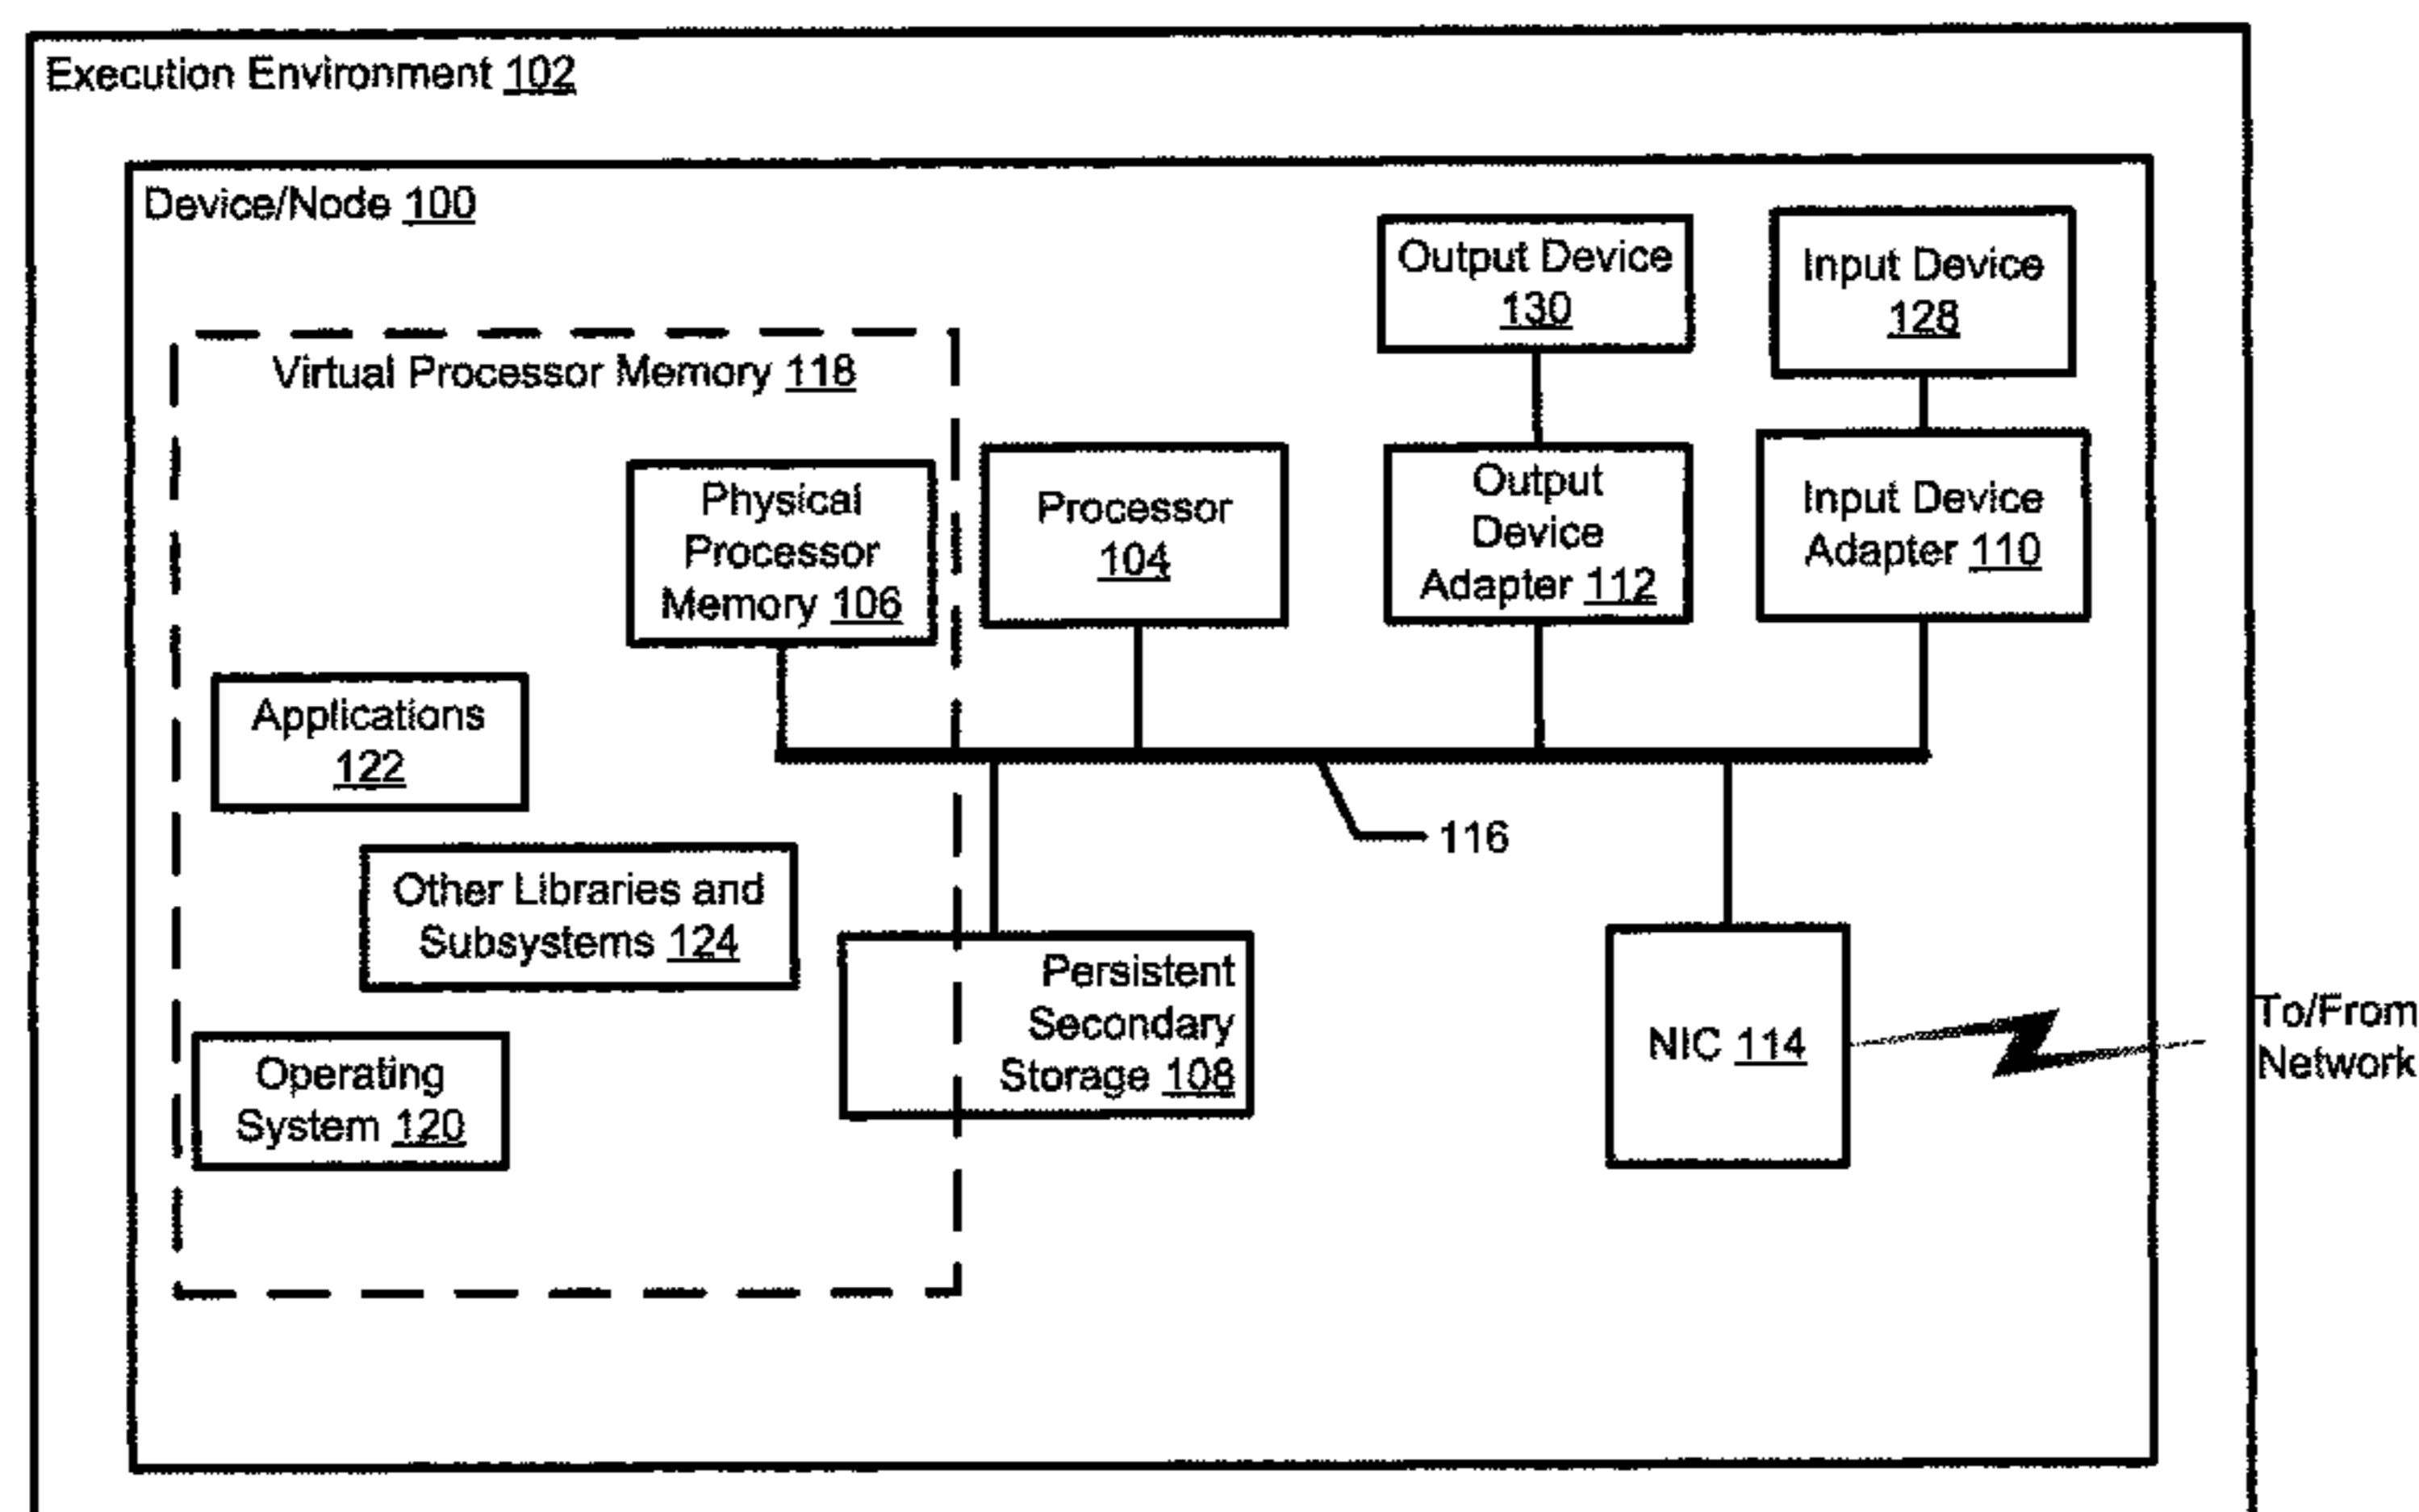 Execution Environment 102
Device/Node 100
Output Device
130
Input Device
128
Virtual Processor Memory 118
Physical
Processor
Memory 106
Processor
104
Output
Device
Adapter 112
Input Device
Adapter 110
Applications
122
116
Other Libraries and
Subsystems 124
Persistent
Secondary
Storage 108
NIC 114
To/From
Network
Operating
System 120